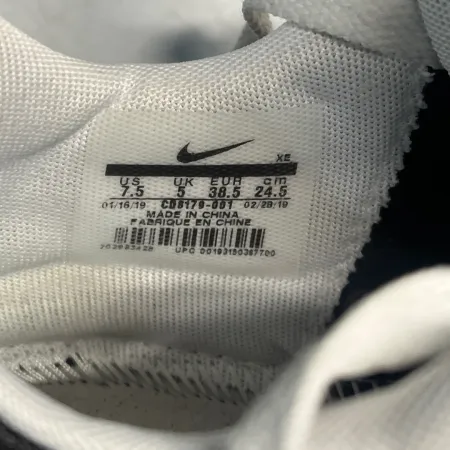 XE
US UK EUR cm
7.5 5 38.5 24.5
01/16/19 CD8179-001 02/28/19
MADE IN CHINA
FABRIQUE EN CHINE
UPC 00193150367700